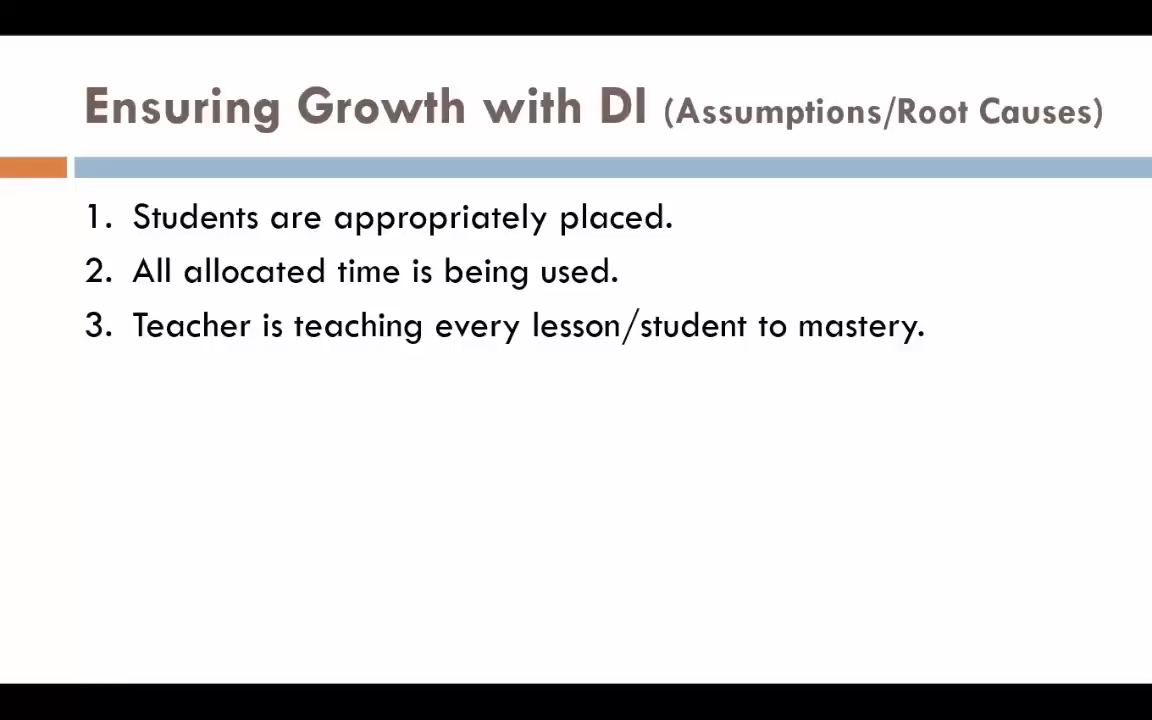 Ensuring Growth with DI (Assumptions/Root Causes)
1. Students are appropriately placed.
2. All allocated time is being used.
3. Teacher is teaching every lesson/student to mastery.